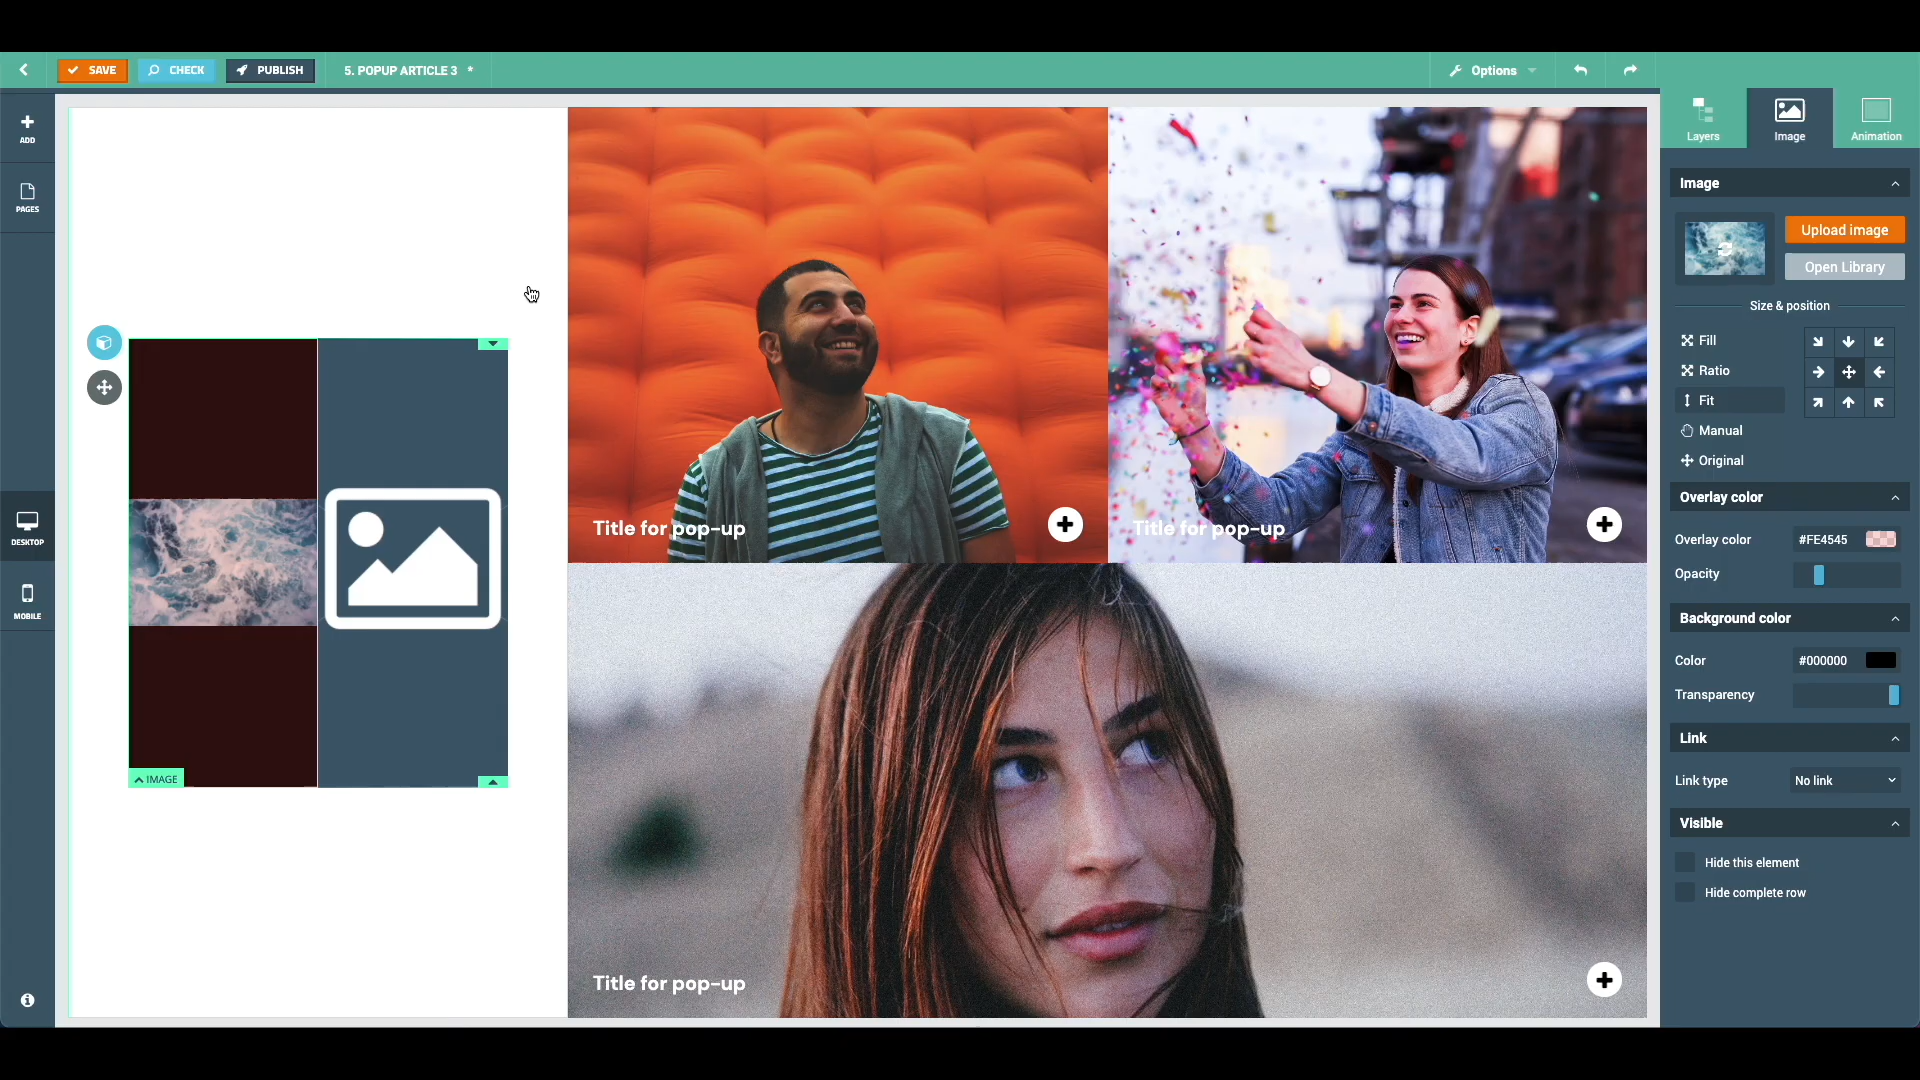 SAVE
CHECK
PUBLISH
5. POPUP ARTICLE 3 *
Options
ADD
PAGES
DESKTOP
MOBILE
IMAGE
Title for pop-up
Title for pop-up
Title for pop-up
Layers
Image
Animation
Image
Upload image
Open Library
Size & position
Fill
Ratio
Fit
Manual
Original
Overlay color
Overlay color #FE4545
Opacity
Background color
Color #000000
Transparency
Link
Link type No link
Visible
Hide this element
Hide complete row